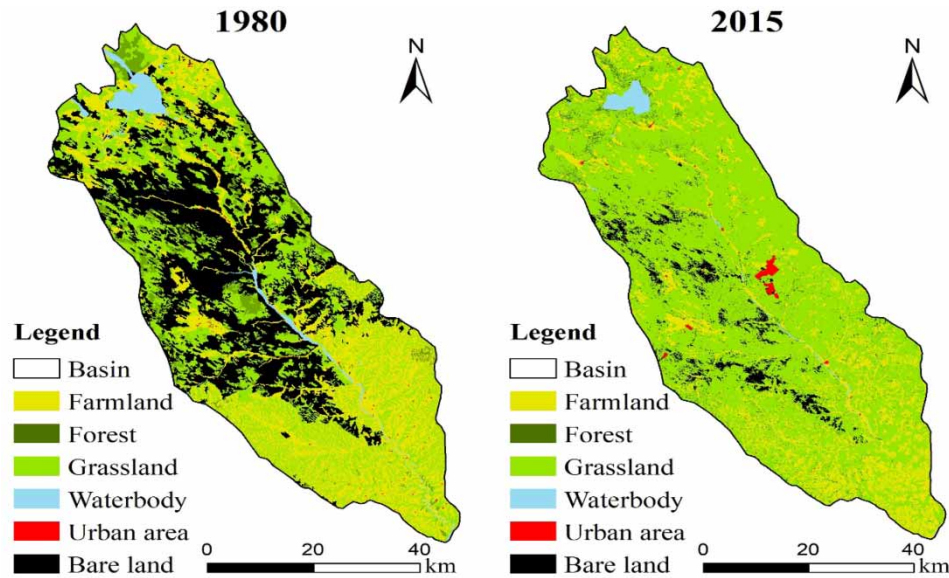 1980
N
Legend
Basin
Farmland
Forest
Grassland
Waterbody
Urban area
Bare land
0 20 40
km
2015
N
Legend
Basin
Farmland
Forest
Grassland
Waterbody
Urban area
Bare land
0 20 40
km